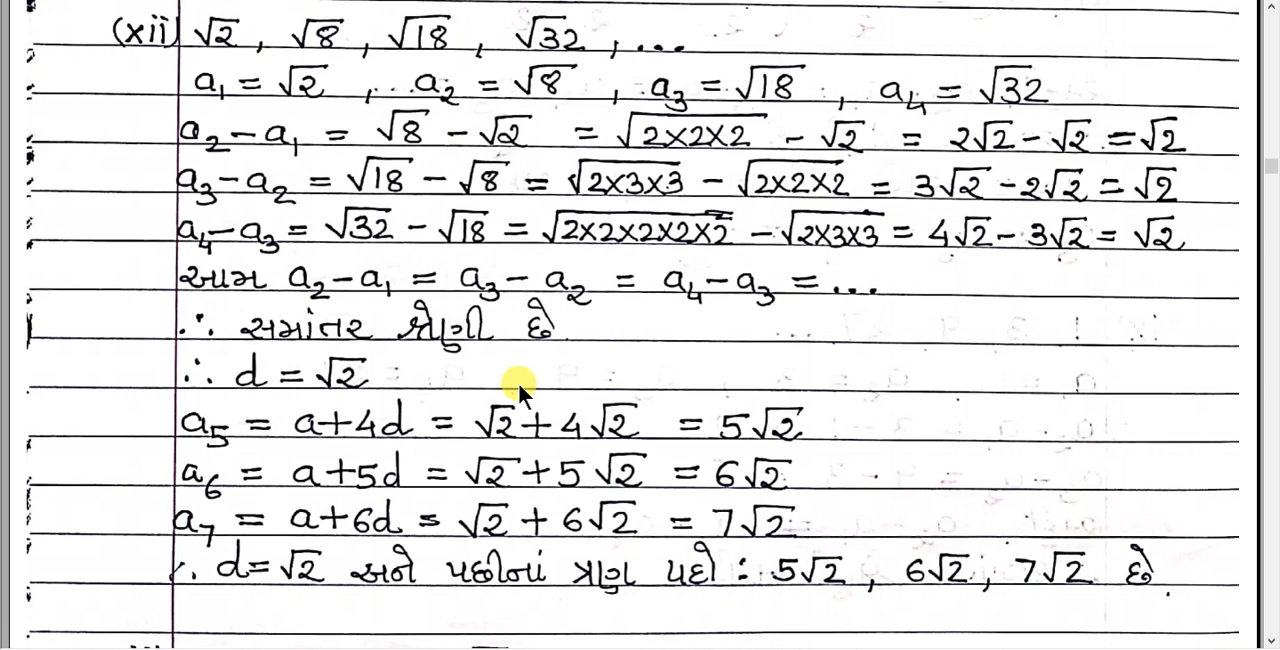 (xii) √2 , √8 , √18 , √32 , ...
a₁ = √2 , a₂ = √8 , a₃ = √18 , a₄ = √32
a₂ – a₁ = √8 – √2 = √2×2×2 – √2 = 2√2 – √2 = √2
a₃ – a₂ = √18 – √8 = √2×3×3 – √2×2×2 = 3√2 – 2√2 = √2
a₄ – a₃ = √32 – √18 = √2×2×2×2×2 – √2×3×3 = 4√2 – 3√2 = √2
આમ a₂ – a₁ = a₃ – a₂ = a₄ – a₃ = ...
∴ સમાંતર શ્રેણી છે
∴ d = √2
a₅ = a+4d = √2 + 4√2 = 5√2
a₆ = a+5d = √2 + 5√2 = 6√2
a₇ = a+6d = √2 + 6√2 = 7√2
∴ d = √2 અને પછીનાં ત્રણ પદો : 5√2 , 6√2 , 7√2 છે.